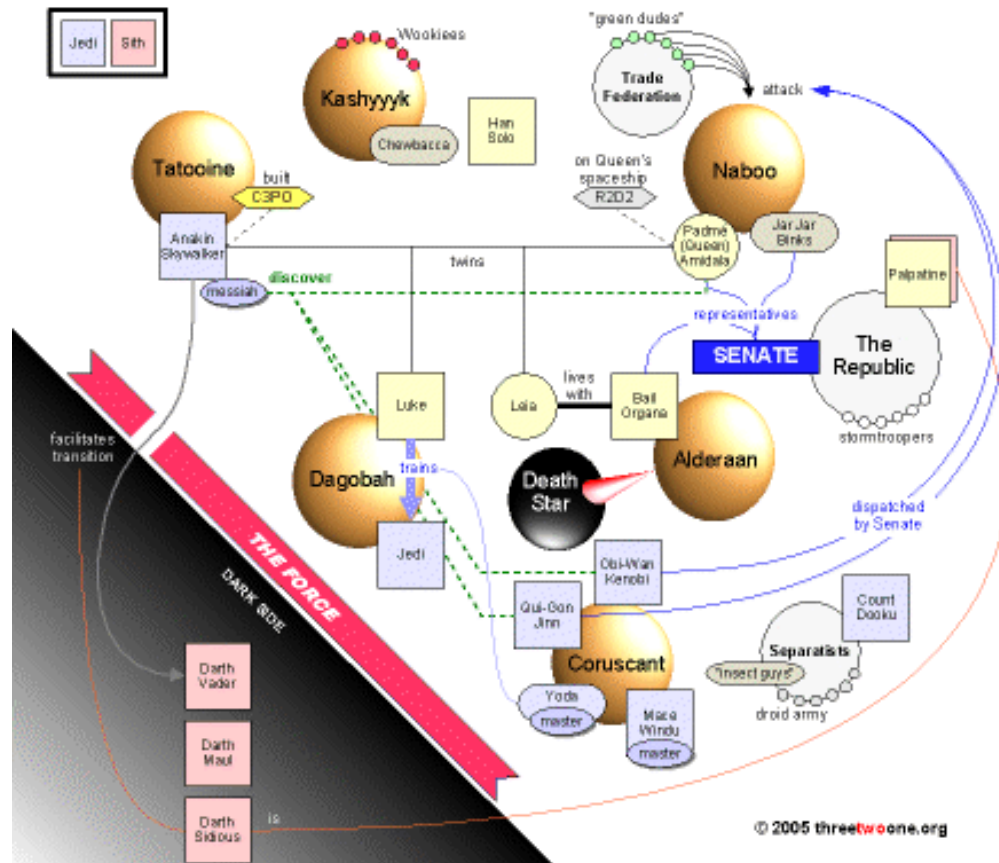 Jedi
Sith
Wookiees
Kashyyyk
Chewbacca
Han
Solo
"green dudes"
Trade
Federation
attack
Naboo
Tatooine
built
C3PO
on Queen's
spaceship
R2D2
Anakin
Skywalker
messiah
discover
twins
Padmé
(Queen)
Amidala
Jar Jar
Binks
Palpatine
representatives
SENATE
The
Republic
stormtroopers
Luke
Leia
lives
with
Bail
Organa
Alderaan
Death
Star
Dagobah
trains
Jedi
facilitates
transition
THE FORCE
DARK SIDE
dispatched
by Senate
Obi-Wan
Kenobi
Qui-Gon
Jinn
Coruscant
Yoda
master
Mace
Windu
master
Count
Dooku
Separatists
"insect guys"
droid army
Darth
Vader
Darth
Maul
Darth
Sidious
is
© 2005 threetwoone.org